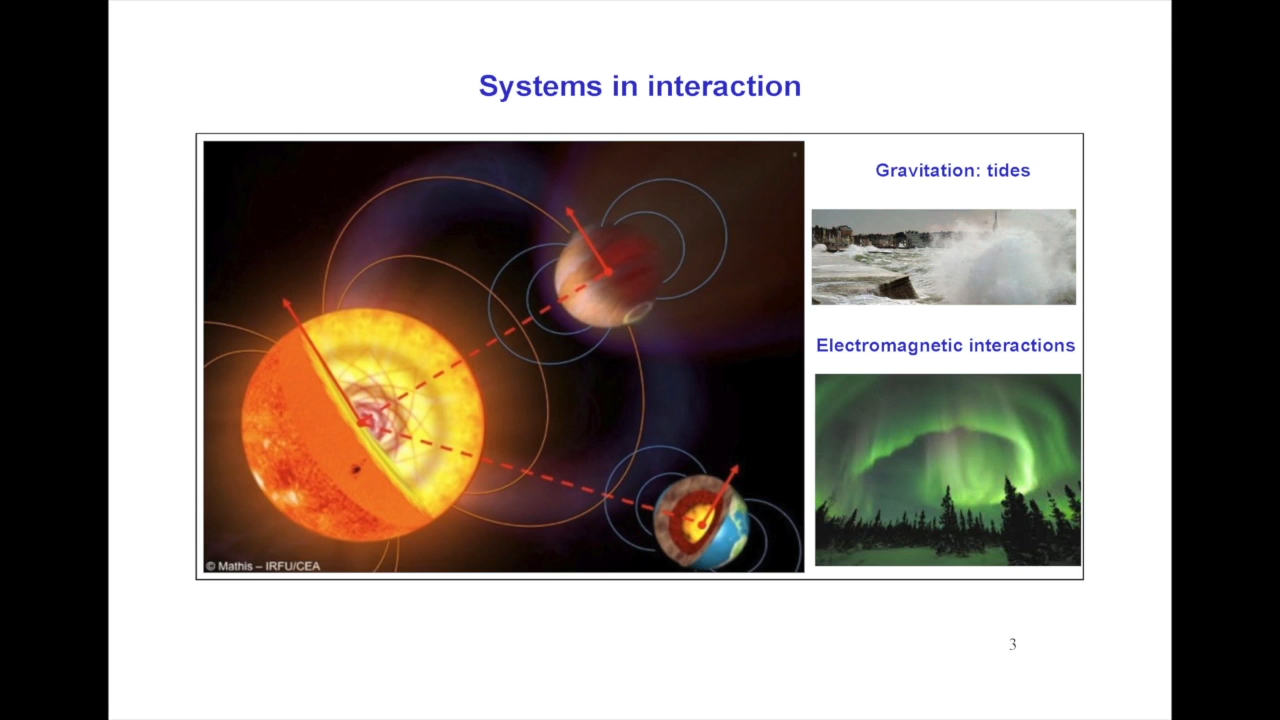 Systems in interaction
Gravitation: tides
Electromagnetic interactions
© Mathis – IRFU/CEA
3